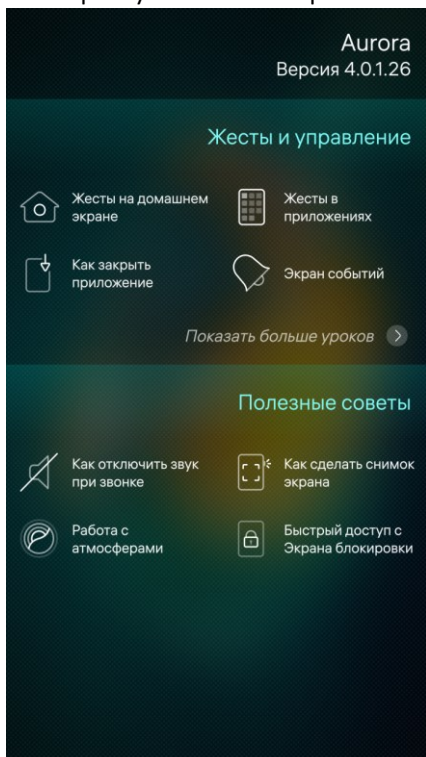 Aurora
Версия 4.0.1.26
Жесты и управление
Жесты на домашнем
экране
Жесты в
приложениях
Как закрыть
приложение
Экран событий
Показать больше уроков
Полезные советы
Как отключить звук
при звонке
Как сделать снимок
экрана
Работа с
атмосферами
Быстрый доступ с
Экрана блокировки